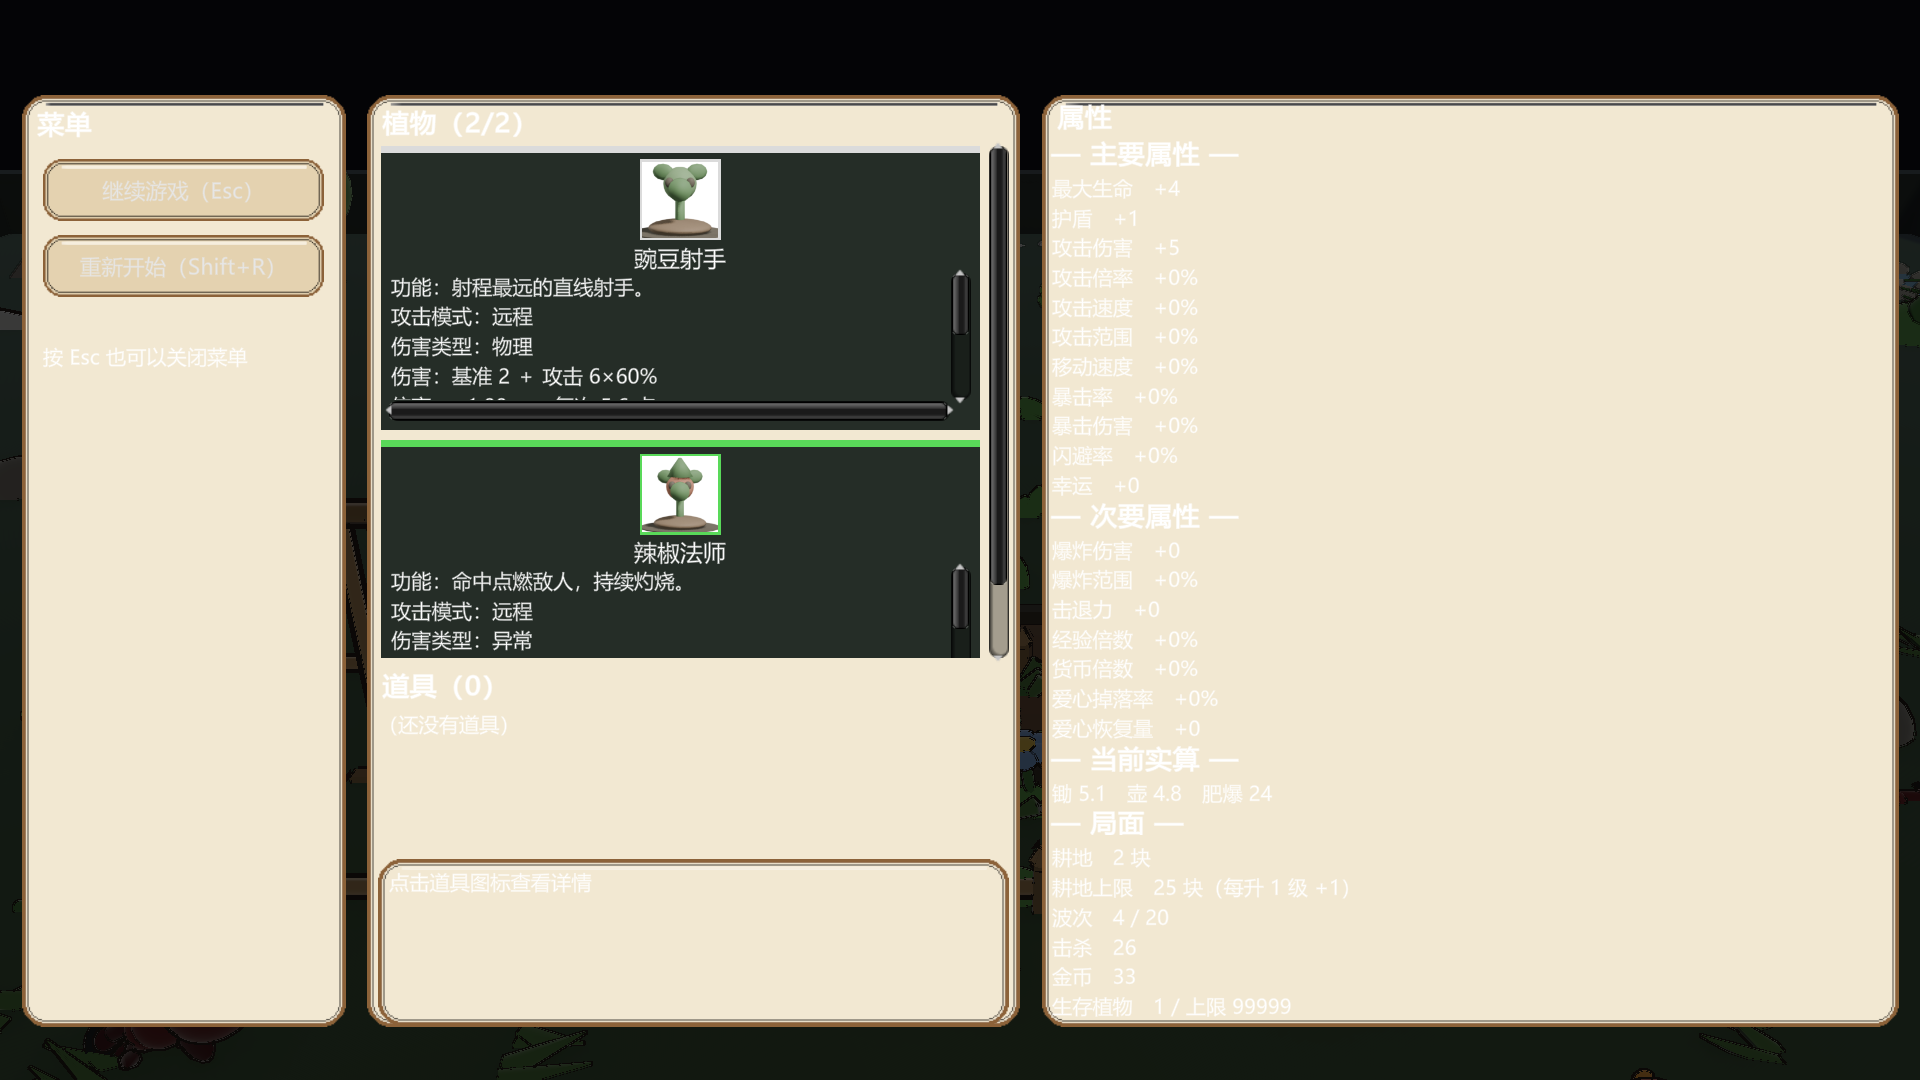 菜单
继续游戏（Esc）
重新开始（Shift+R）
按 Esc 也可以关闭菜单
植物（2/2）
豌豆射手
功能：射程最远的直线射手。
攻击模式：远程
伤害类型：物理
伤害：基准 2 + 攻击 6×60%
辣椒法师
功能：命中点燃敌人，持续灼烧。
攻击模式：远程
伤害类型：异常
道具（0）
（还没有道具）
点击道具图标查看详情
属性
— 主要属性 —
最大生命 +4
护盾 +1
攻击伤害 +5
攻击倍率 +0%
攻击速度 +0%
攻击范围 +0%
移动速度 +0%
暴击率 +0%
暴击伤害 +0%
闪避率 +0%
幸运 +0
— 次要属性 —
爆炸伤害 +0
爆炸范围 +0%
击退力 +0
经验倍数 +0%
货币倍数 +0%
爱心掉落率 +0%
爱心恢复量 +0
— 当前实算 —
锄 5.1 壶 4.8 肥爆 24
— 局面 —
耕地 2 块
耕地上限 25 块（每升 1 级 +1）
波次 4 / 20
击杀 26
金币 33
生存植物 1 / 上限 99999